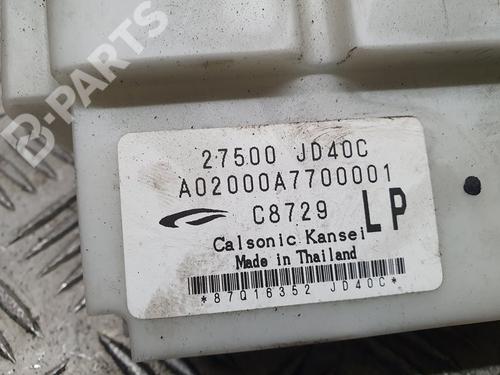 B-PARTS
27500 JD40C
A02000A7700001
C8729 LP
Calsonic Kansei
Made in Thailand
*87Q16352 JD40C*